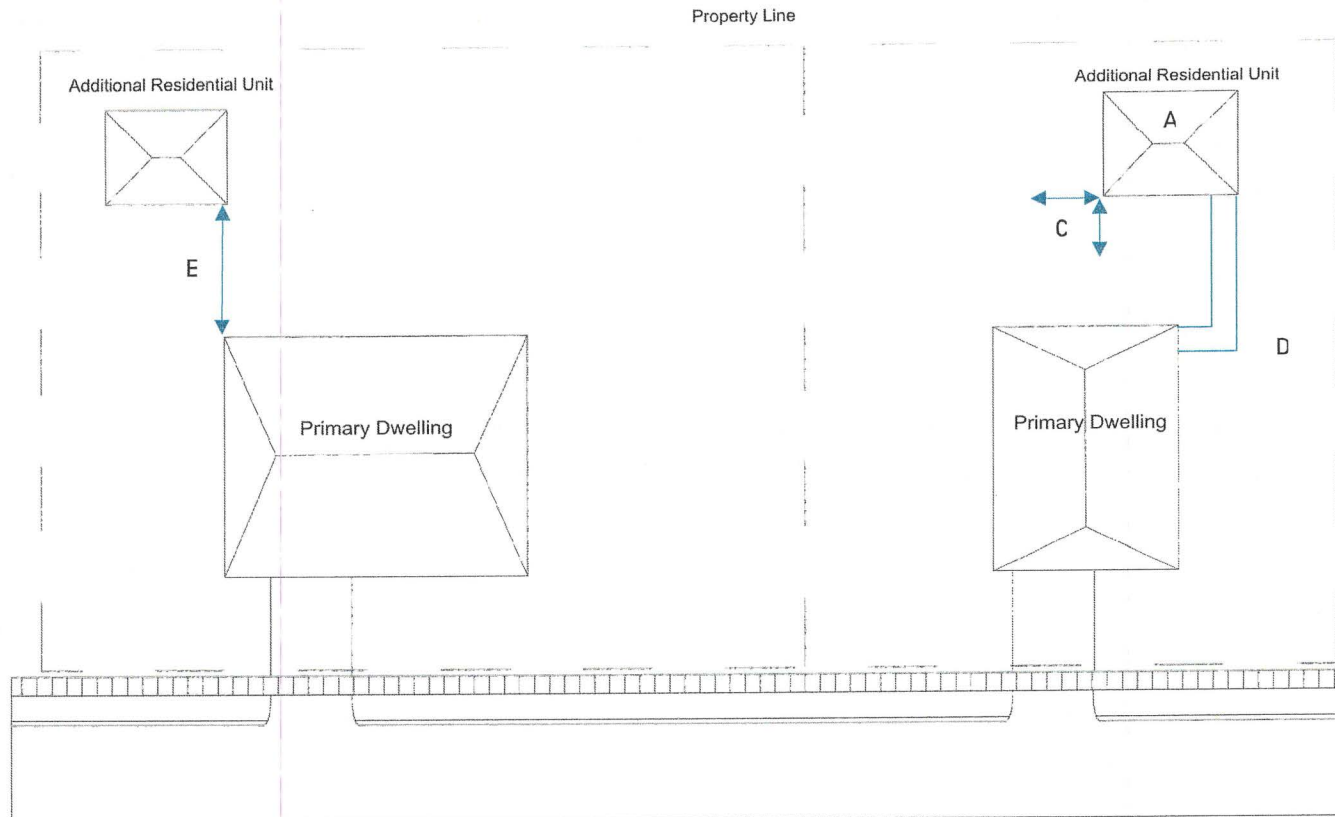 Property Line
Additional Residential Unit
Additional Residential Unit
A
C
E
D
Primary Dwelling
Primary Dwelling